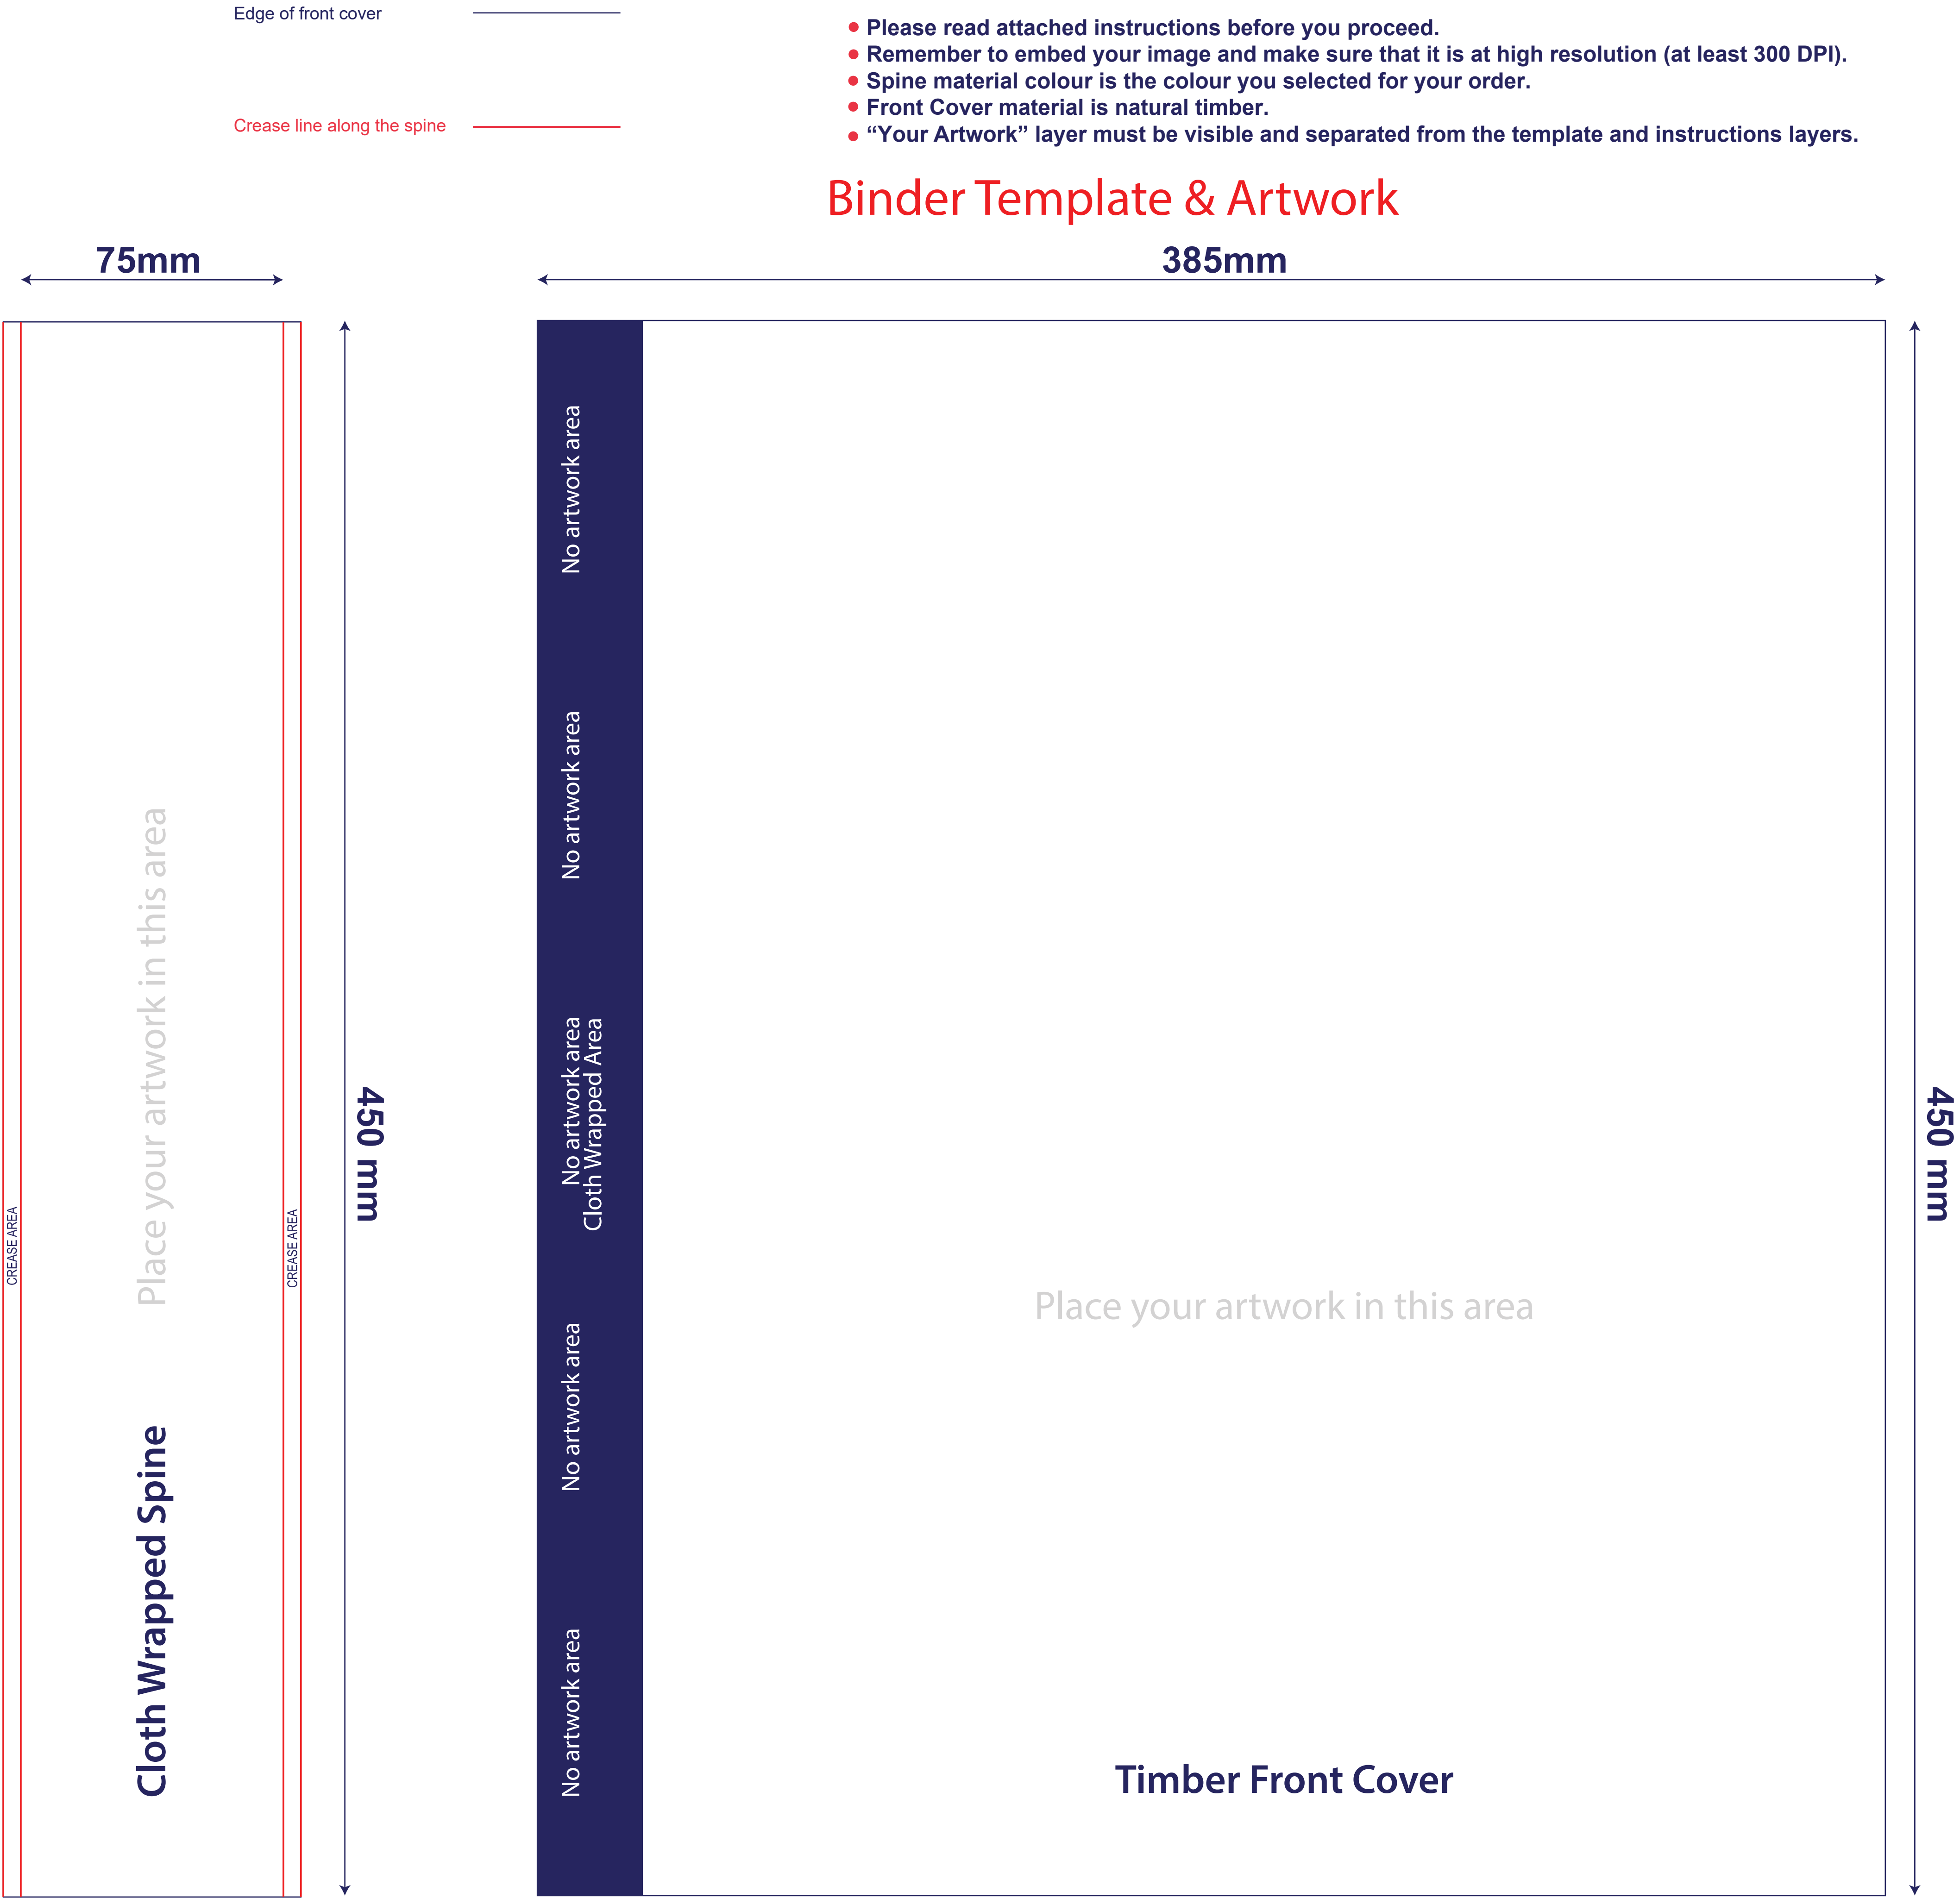 Edge of front cover
Crease line along the spine
Please read attached instructions before you proceed.
Remember to embed your image and make sure that it is at high resolution (at least 300 DPI).
Spine material colour is the colour you selected for your order.
Front Cover material is natural timber.
“Your Artwork” layer must be visible and separated from the template and instructions layers.
Binder Template & Artwork
75mm
385mm
CREASE AREA
Place your artwork in this area
Cloth Wrapped Spine
CREASE AREA
450 mm
No artwork area
No artwork area
No artwork area
Cloth Wrapped Area
No artwork area
No artwork area
Place your artwork in this area
Timber Front Cover
450 mm